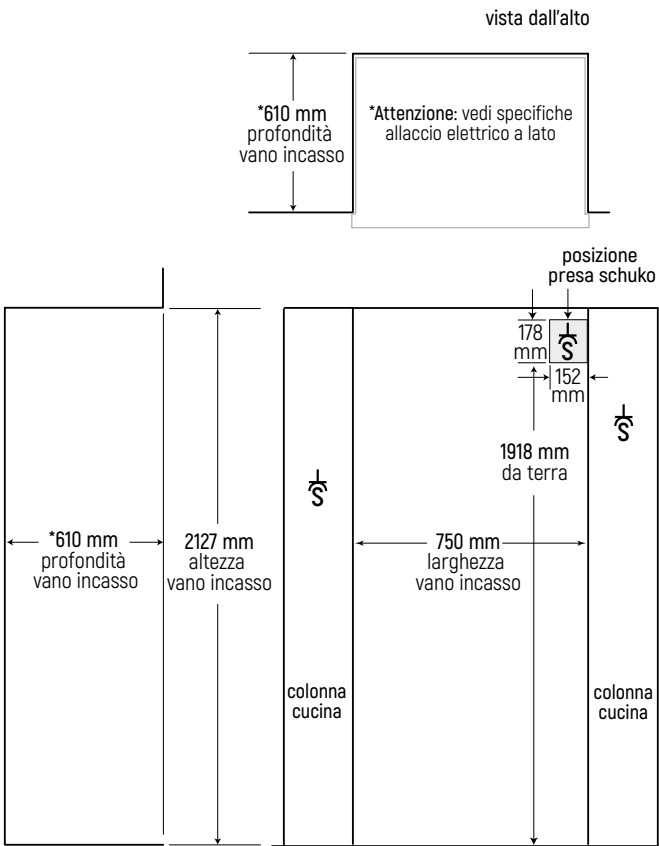 vista dall'alto
*610 mm
profondità
vano incasso
*Attenzione: vedi specifiche
allaccio elettrico a lato
posizione
presa schuko
178
mm
S
152
mm
S
1918 mm
da terra
S
*610 mm
profondità
vano incasso
2127 mm
altezza
vano incasso
750 mm
larghezza
vano incasso
colonna
cucina
colonna
cucina